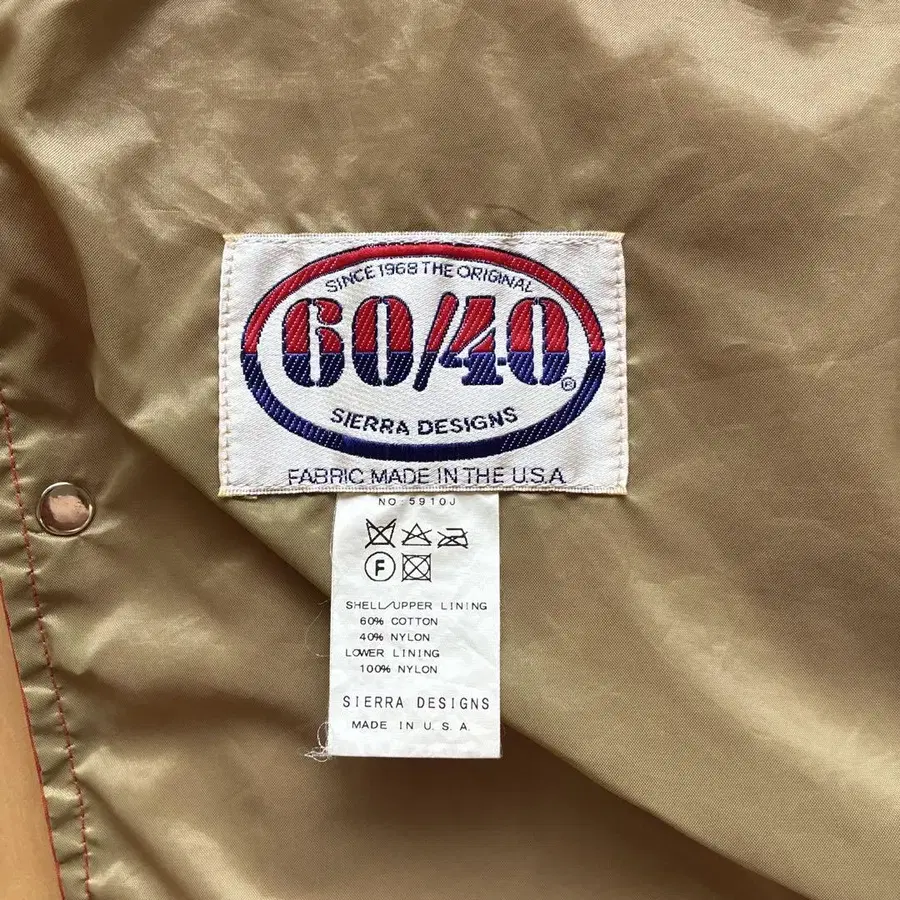 SINCE 1968 THE ORIGINAL
60/40®
SIERRA DESIGNS
FABRIC MADE IN THE U.S.A
NO 5910J
F
SHELL/UPPER LINING
60% COTTON
40% NYLON
LOWER LINING
100% NYLON
SIERRA DESIGNS
MADE IN U. S. A.